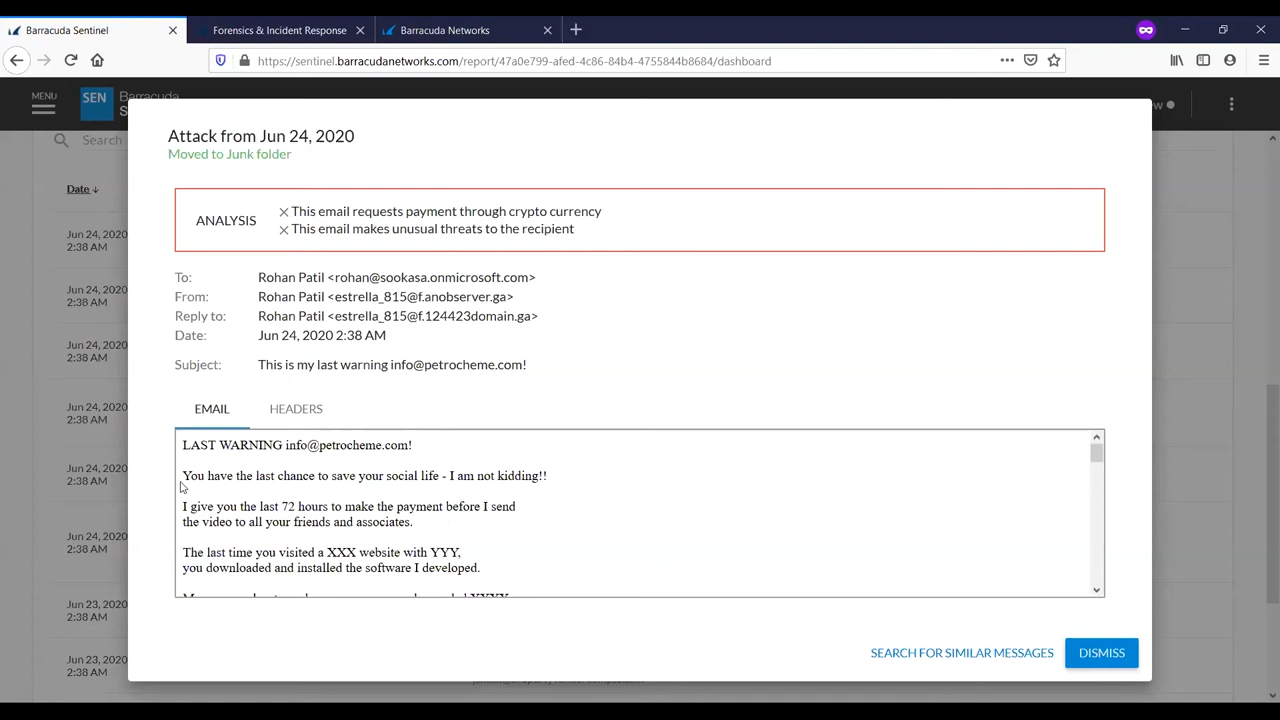 Barracuda Sentinel
Forensics & Incident Response
Barracuda Networks
https://sentinel.barracudanetworks.com/report/47a0e799-afed-4c86-84b4-4755844b8684/dashboard
MENU
SEN
Barracuda
Search
Date
Jun 24, 2020
2:38 AM
Jun 24, 2020
2:38 AM
Jun 24, 2020
2:38 AM
Jun 24, 2020
2:38 AM
Jun 24, 2020
2:38 AM
Jun 24, 2020
2:38 AM
Jun 23, 2020
2:38 AM
Jun 23, 2020
2:38 AM
Attack from Jun 24, 2020
Moved to Junk folder
ANALYSIS
This email requests payment through crypto currency
This email makes unusual threats to the recipient
To: Rohan Patil <rohan@sookasa.onmicrosoft.com>
From: Rohan Patil <estrella_815@f.anobserver.ga>
Reply to: Rohan Patil <estrella_815@f.124423domain.ga>
Date: Jun 24, 2020 2:38 AM
Subject: This is my last warning info@petrocheme.com!
EMAIL HEADERS
LAST WARNING info@petrocheme.com!
You have the last chance to save your social life - I am not kidding!!
I give you the last 72 hours to make the payment before I send
the video to all your friends and associates.
The last time you visited a XXX website with YYY,
you downloaded and installed the software I developed.
SEARCH FOR SIMILAR MESSAGES
DISMISS